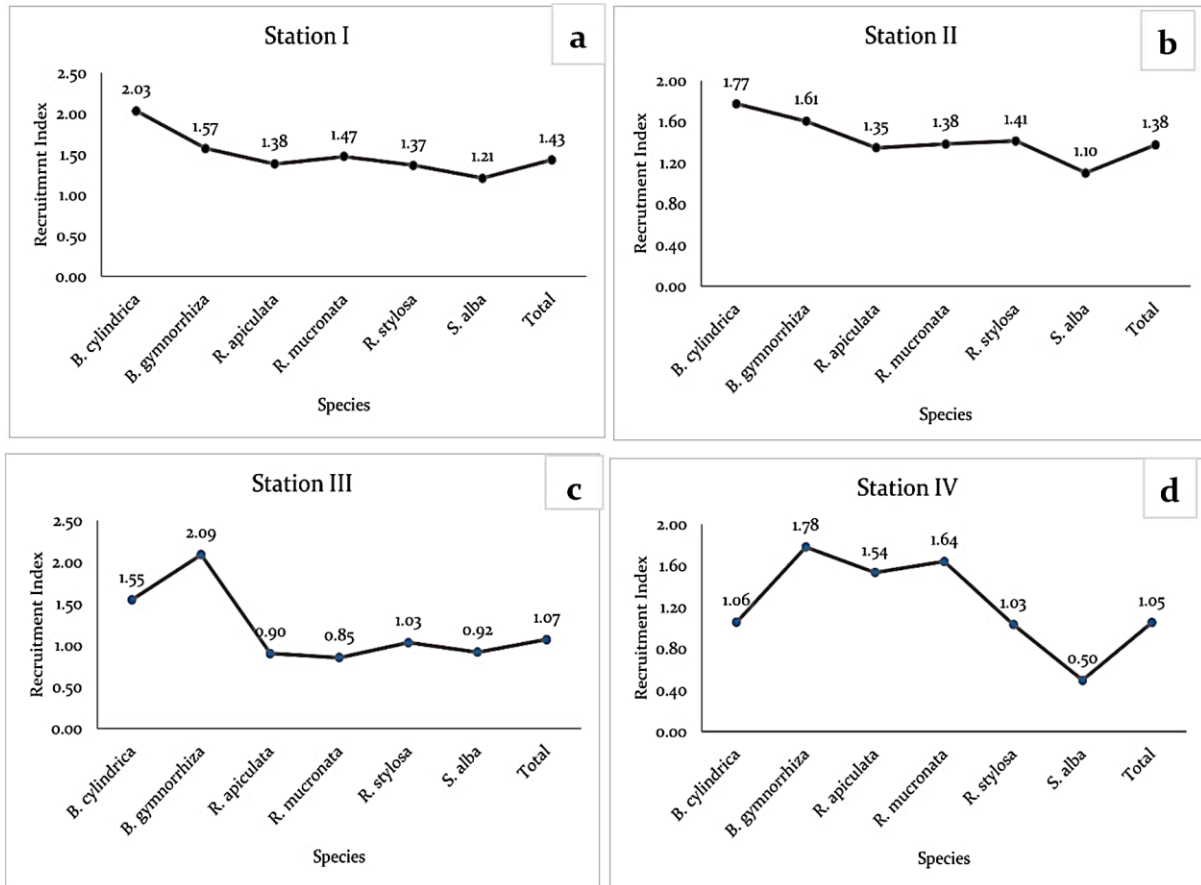 Station I
a
Recruitmrnt Index
2.50
2.00
1.50
1.00
0.50
0.00
2.03
1.57
1.38
1.47
1.37
1.21
1.43
B. cylindrica
B. gymnorrhiza
R. apiculata
R. mucronata
R. stylosa
S. alba
Total
Species
Station II
b
Recrutment Index
2.00
1.60
1.20
0.80
0.40
0.00
1.77
1.61
1.35
1.38
1.41
1.10
1.38
B. cylindrica
B. gymnorrhiza
R. apiculata
R. mucronata
R. stylosa
S. alba
Total
Species
Station III
c
Recruitment Index
2.50
2.00
1.50
1.00
0.50
0.00
1.55
2.09
0.90
0.85
1.03
0.92
1.07
B. cylindrica
B. gymnorrhiza
R. apiculata
R. mucronata
R. stylosa
S. alba
Total
Species
Station IV
d
Recruitment Index
2.00
1.60
1.20
0.80
0.40
0.00
1.06
1.78
1.54
1.64
1.03
0.50
1.05
B. cylindrica
B. gymnorrhiza
R. apiculata
R. mucronata
R. stylosa
S. alba
Total
Species